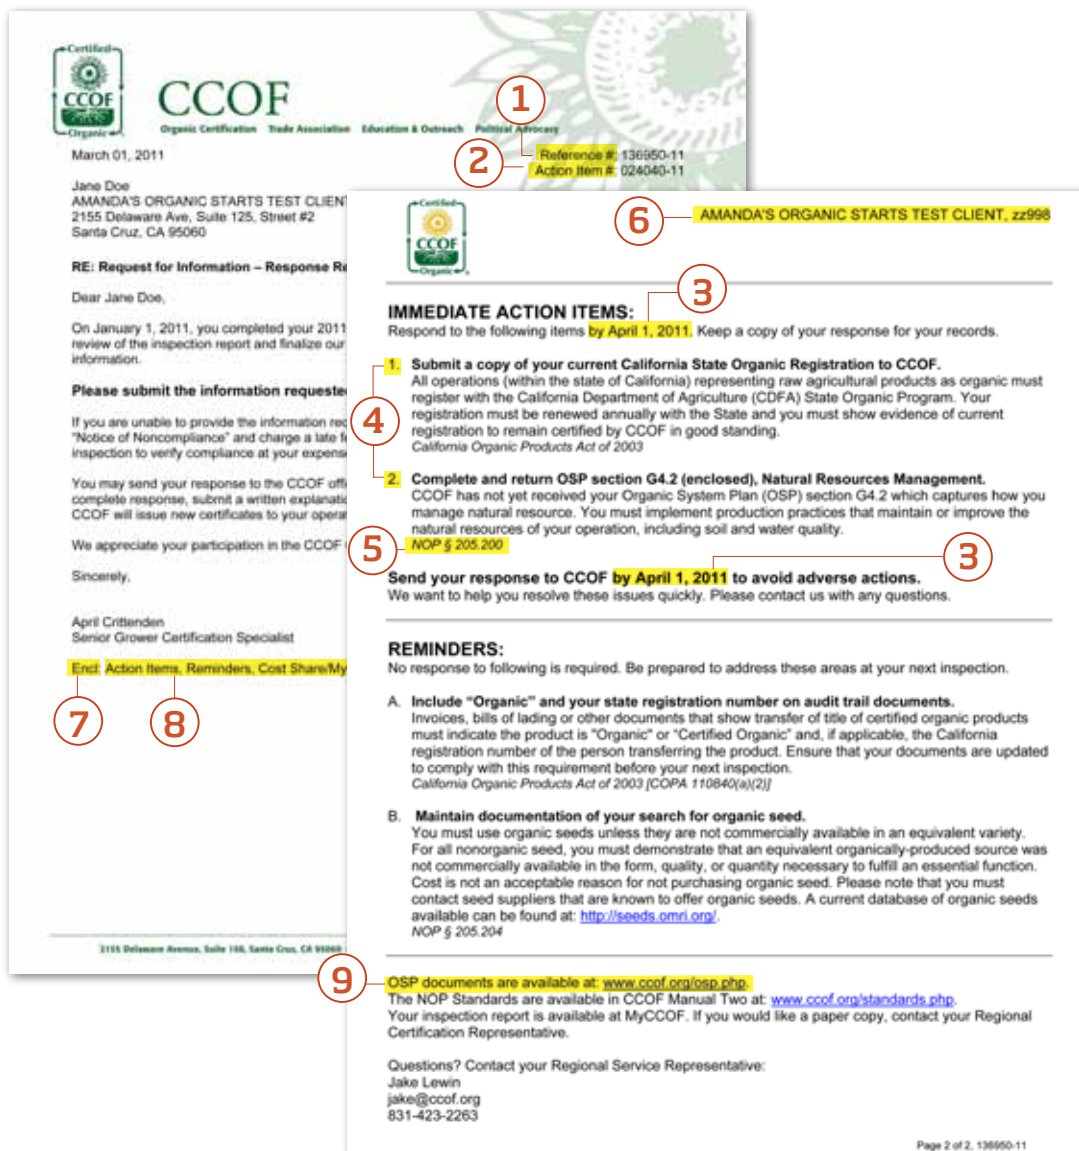 Certified
CCOF
Organic
CCOF
Organic Certification Trade Association Education & Outreach Political Advocacy
1
2
March 01, 2011
Reference #: 136950-11
Action Item #: 024040-11
Jane Doe
AMANDA'S ORGANIC STARTS TEST CLIENT
2155 Delaware Ave, Suite 125, Street #2
Santa Cruz, CA 95060
RE: Request for Information – Response Re
Dear Jane Doe,
On January 1, 2011, you completed your 2011
review of the inspection report and finalize our
information.
Please submit the information requested
If you are unable to provide the information req
"Notice of Noncompliance" and charge a late f
inspection to verify compliance at your expens
You may send your response to the CCOF offi
complete response, submit a written explanatio
CCOF will issue new certificates to your operat
We appreciate your participation in the CCOF
Sincerely,
April Crittenden
Senior Grower Certification Specialist
Encl: Action Items, Reminders, Cost Share/My
7
8
2155 Delaware Avenue, Suite 150, Santa Cruz, CA 95060
Certified
CCOF
Organic
6
AMANDA'S ORGANIC STARTS TEST CLIENT, zz998
3
IMMEDIATE ACTION ITEMS:
Respond to the following items by April 1, 2011. Keep a copy of your response for your records.
4
1. Submit a copy of your current California State Organic Registration to CCOF.
All operations (within the state of California) representing raw agricultural products as organic must
register with the California Department of Agriculture (CDFA) State Organic Program. Your
registration must be renewed annually with the State and you must show evidence of current
registration to remain certified by CCOF in good standing.
California Organic Products Act of 2003
2. Complete and return OSP section G4.2 (enclosed), Natural Resources Management.
CCOF has not yet received your Organic System Plan (OSP) section G4.2 which captures how you
manage natural resource. You must implement production practices that maintain or improve the
natural resources of your operation, including soil and water quality.
5
NOP § 205.200
3
Send your response to CCOF by April 1, 2011 to avoid adverse actions.
We want to help you resolve these issues quickly. Please contact us with any questions.
REMINDERS:
No response to following is required. Be prepared to address these areas at your next inspection.
A. Include “Organic” and your state registration number on audit trail documents.
Invoices, bills of lading or other documents that show transfer of title of certified organic products
must indicate the product is "Organic" or "Certified Organic" and, if applicable, the California
registration number of the person transferring the product. Ensure that your documents are updated
to comply with this requirement before your next inspection.
California Organic Products Act of 2003 [COPA 110840(a)(2)]
B. Maintain documentation of your search for organic seed.
You must use organic seeds unless they are not commercially available in an equivalent variety.
For all nonorganic seed, you must demonstrate that an equivalent organically-produced source was
not commercially available in the form, quality, or quantity necessary to fulfill an essential function.
Cost is not an acceptable reason for not purchasing organic seed. Please note that you must
contact seed suppliers that are known to offer organic seeds. A current database of organic seeds
available can be found at: http://seeds.omri.org/.
NOP § 205.204
9
OSP documents are available at: www.ccof.org/osp.php.
The NOP Standards are available in CCOF Manual Two at: www.ccof.org/standards.php.
Your inspection report is available at MyCCOF. If you would like a paper copy, contact your Regional
Certification Representative.
Questions? Contact your Regional Service Representative:
Jake Lewin
jake@ccof.org
831-423-2263
Page 2 of 2, 136950-11